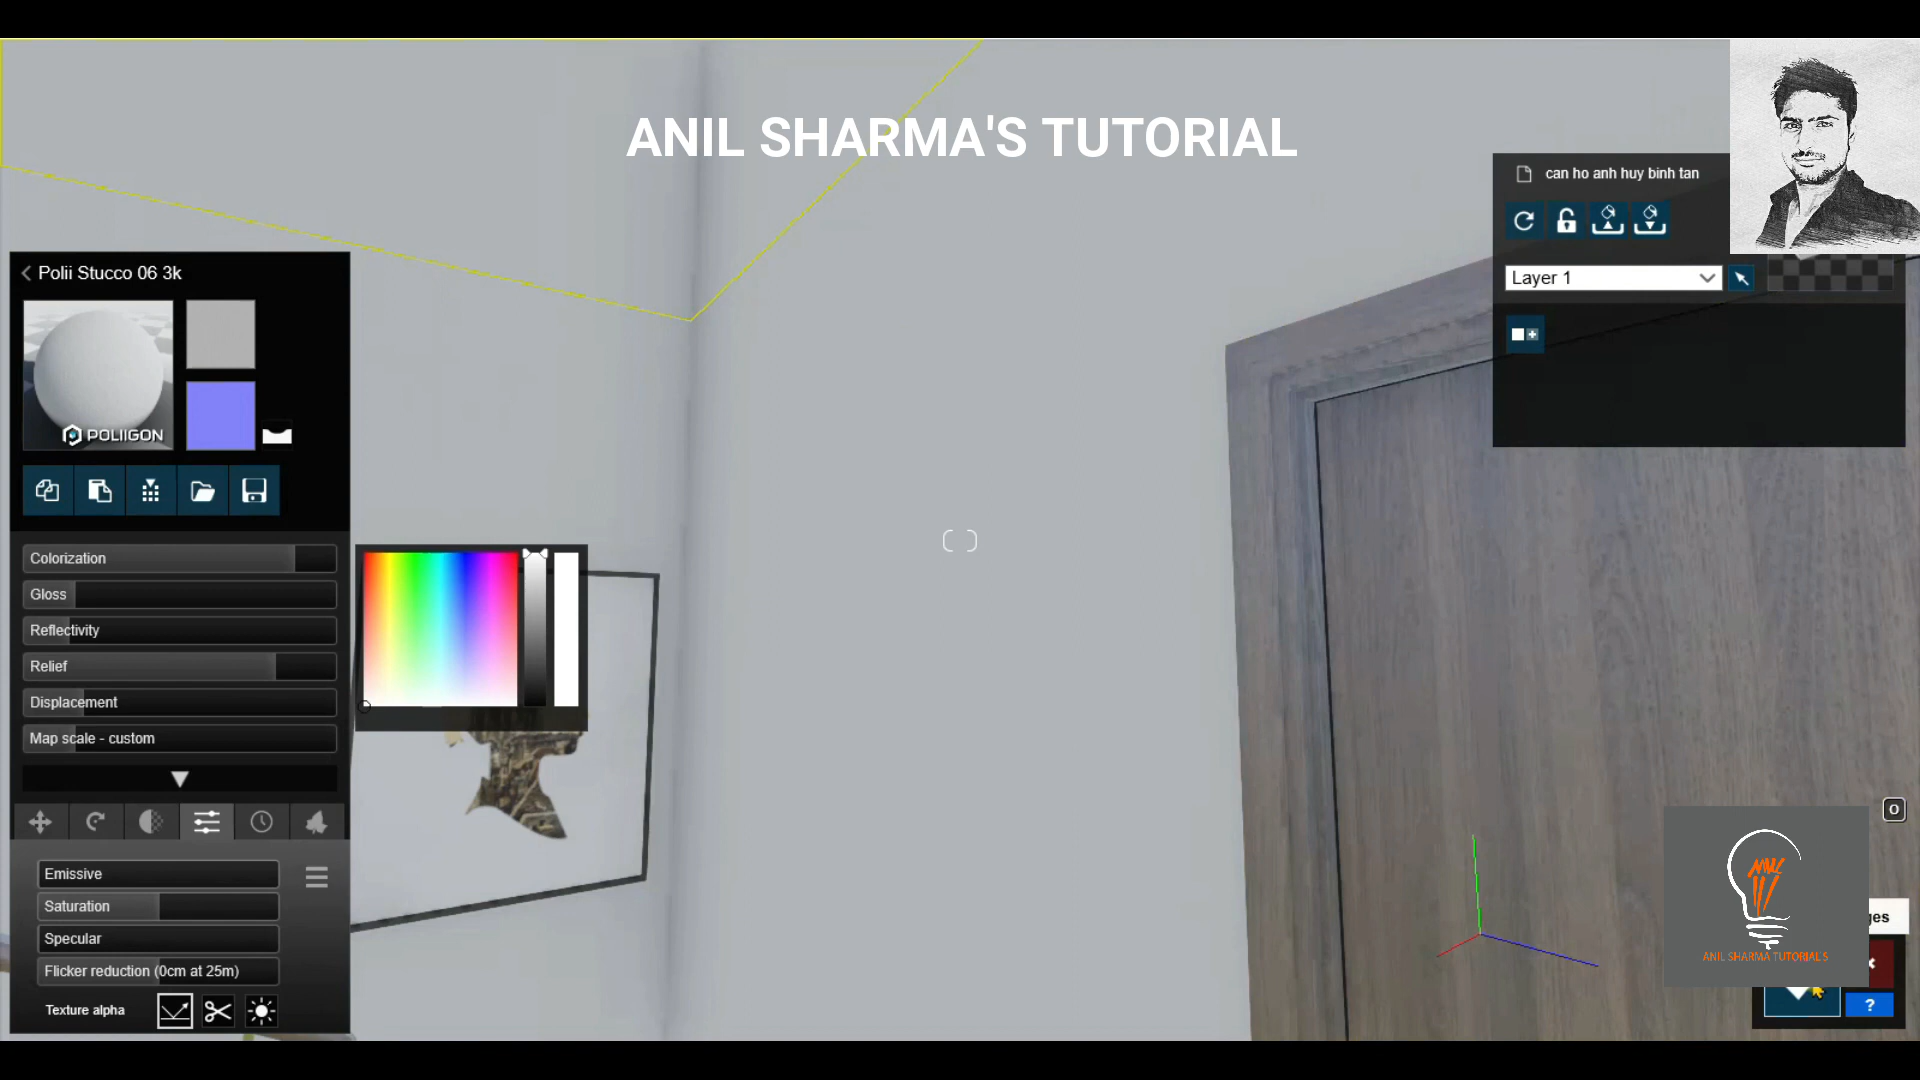 ANIL SHARMA'S TUTORIAL
can ho anh huy binh tan
Layer 1
Polii Stucco 06 3k
POLIIGON
Colorization
Gloss
Reflectivity
Relief
Displacement
Map scale - custom
Emissive
Saturation
Specular
Flicker reduction (0cm at 25m)
Texture alpha
O
ANIL SHARMA TUTORIALS
?